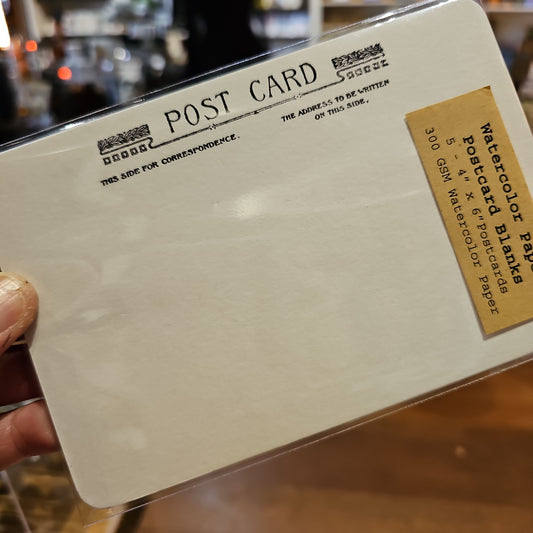 POST CARD
THIS SIDE FOR CORRESPONDENCE.
THE ADDRESS TO BE WRITTEN
ON THIS SIDE.
Watercolor Pape
Postcard Blanks
5 - 4" x 6" Postcards
300 GSM Watercolor Paper